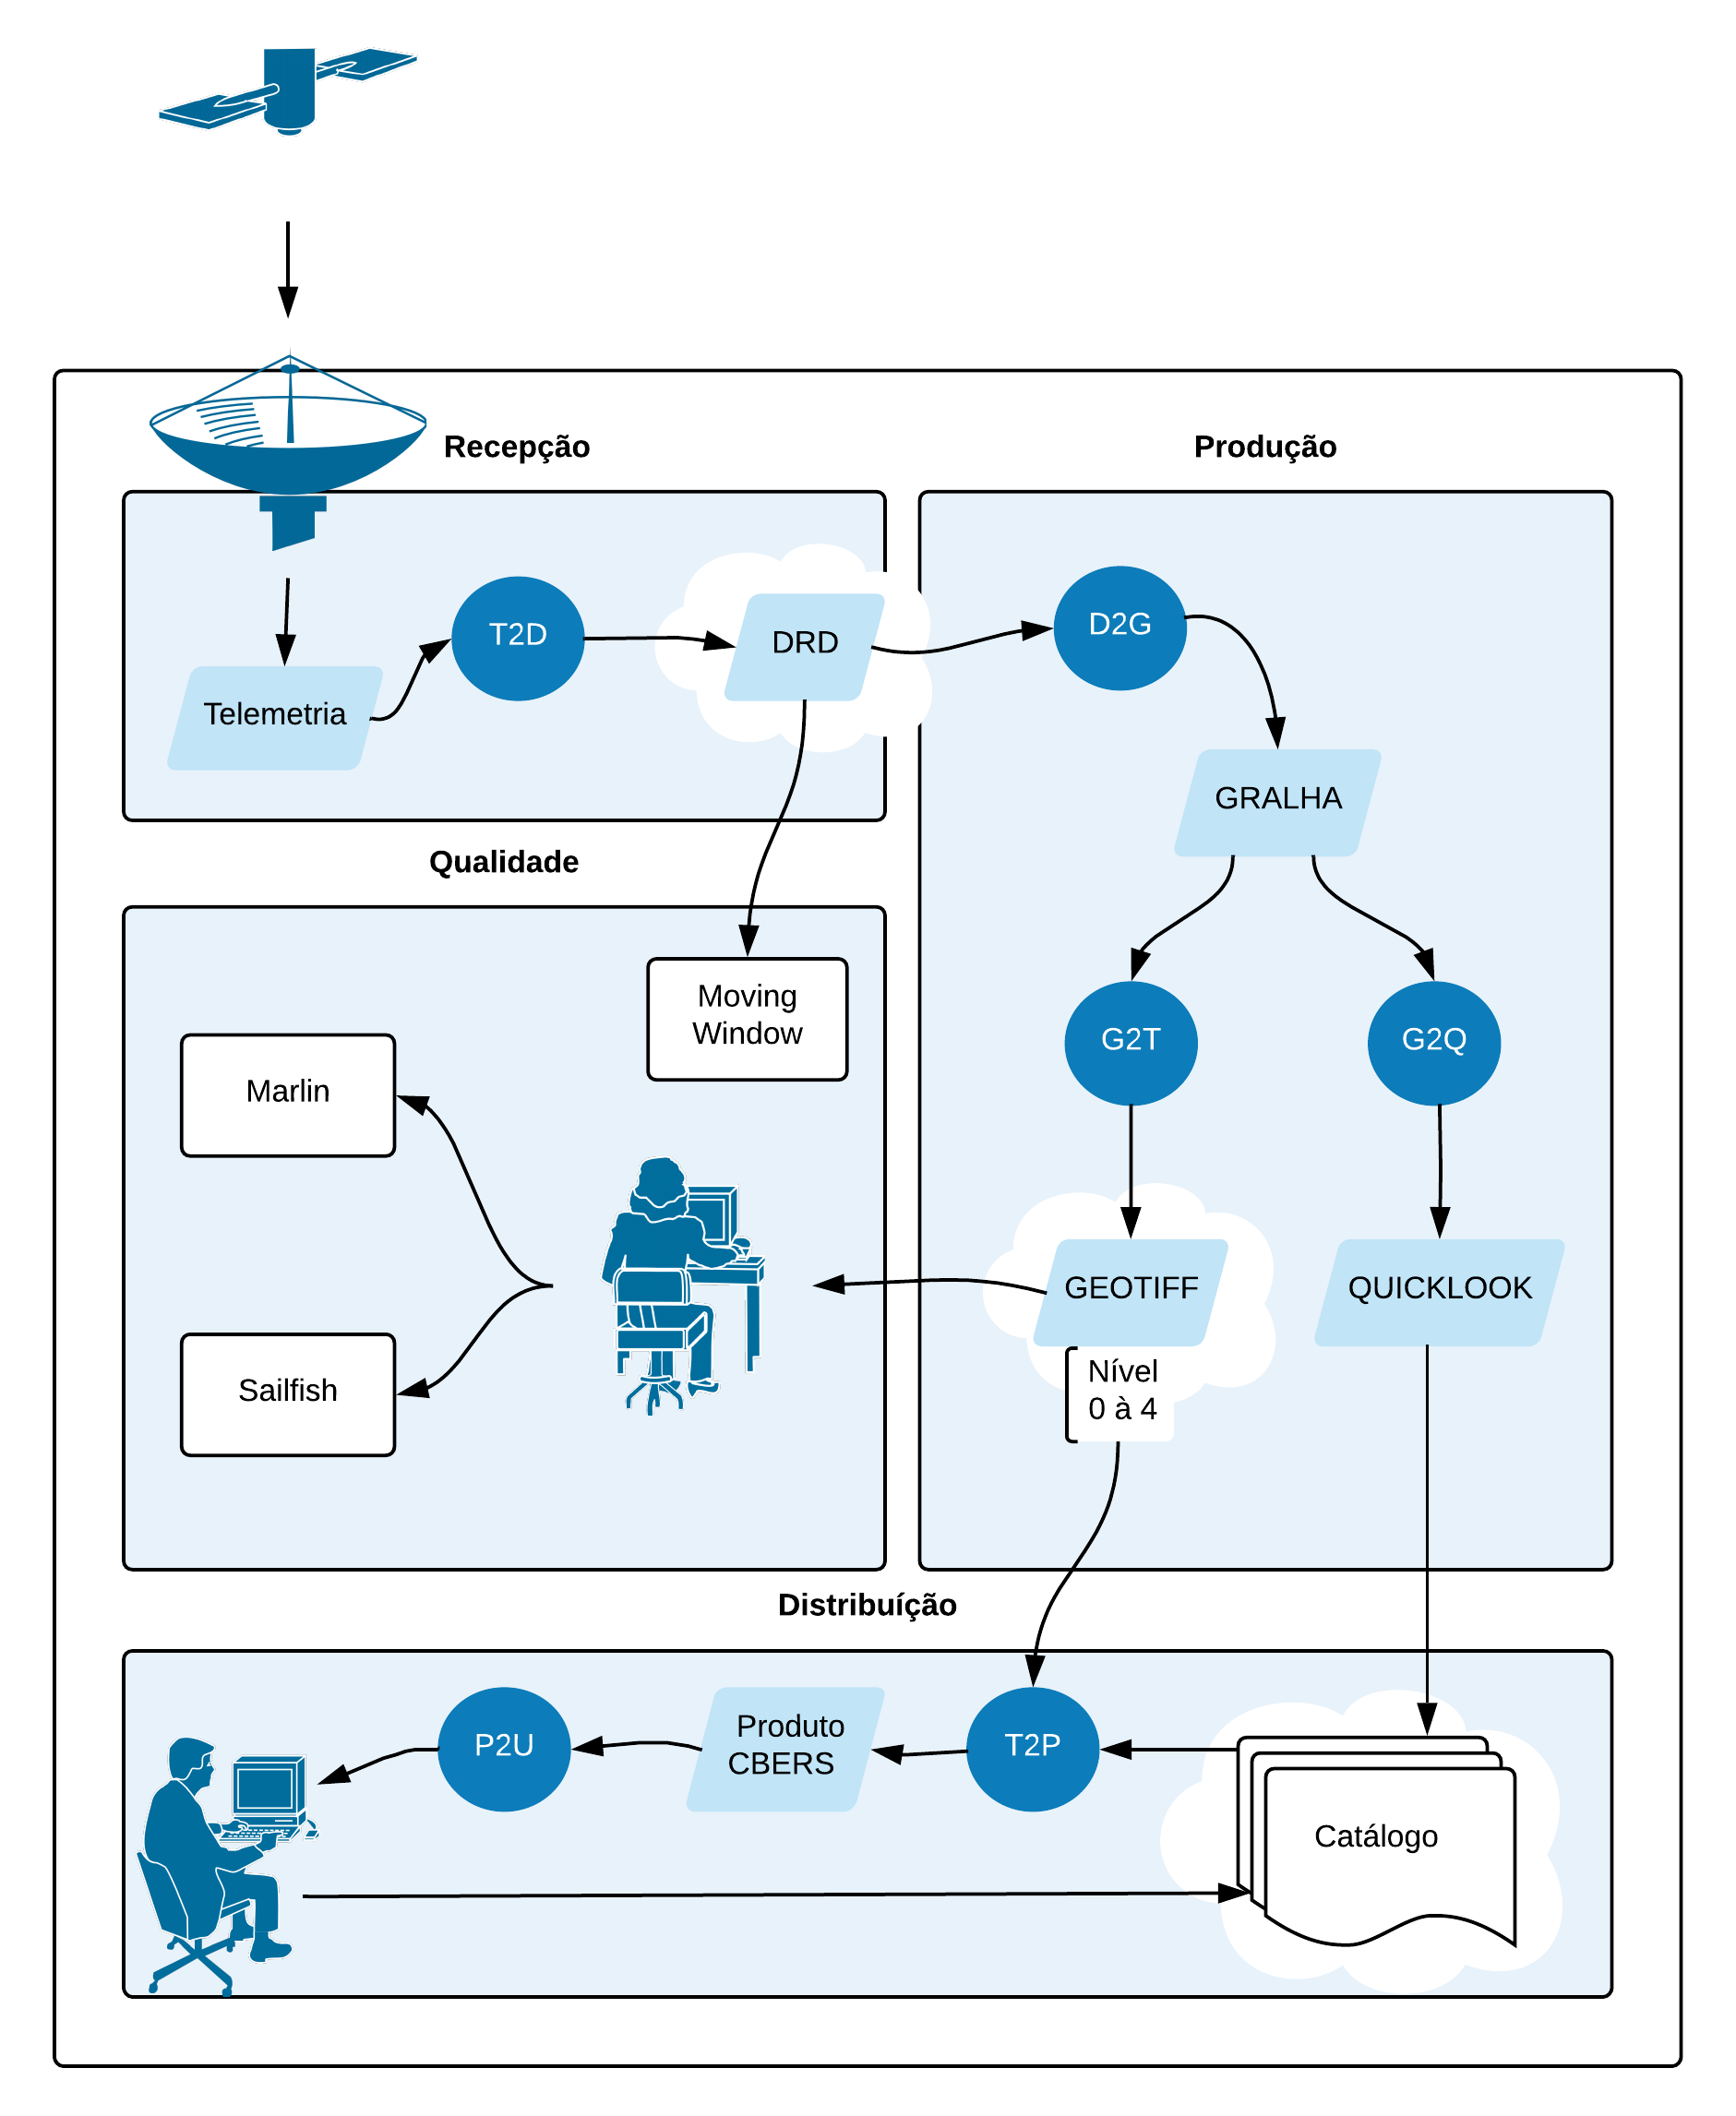 Recepção
Produção
T2D
DRD
D2G
Telemetria
GRALHA
Qualidade
Moving
Window
G2T
G2Q
Marlin
GEOTIFF
QUICKLOOK
Nível
0 à 4
Sailfish
Distribuíção
P2U
Produto
CBERS
T2P
Catálogo